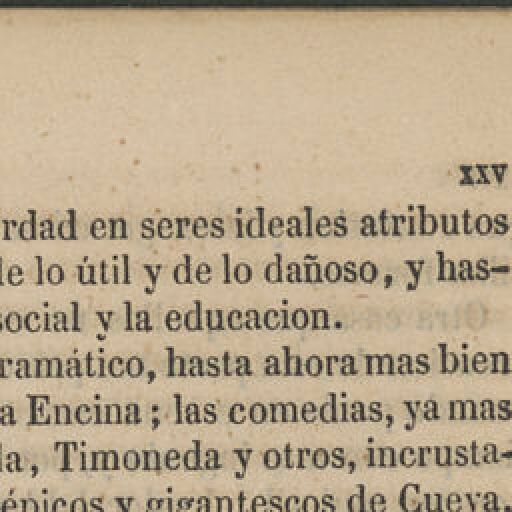 xxv
rdad en seres ideales atributos
le lo útil y de lo dañoso, y has-
social y la educacion.
ramático, hasta ahora mas bien
a Encina; las comedias, ya mas
la, Timoneda y otros, incrusta-
épicos y gigantescos de Cueva,